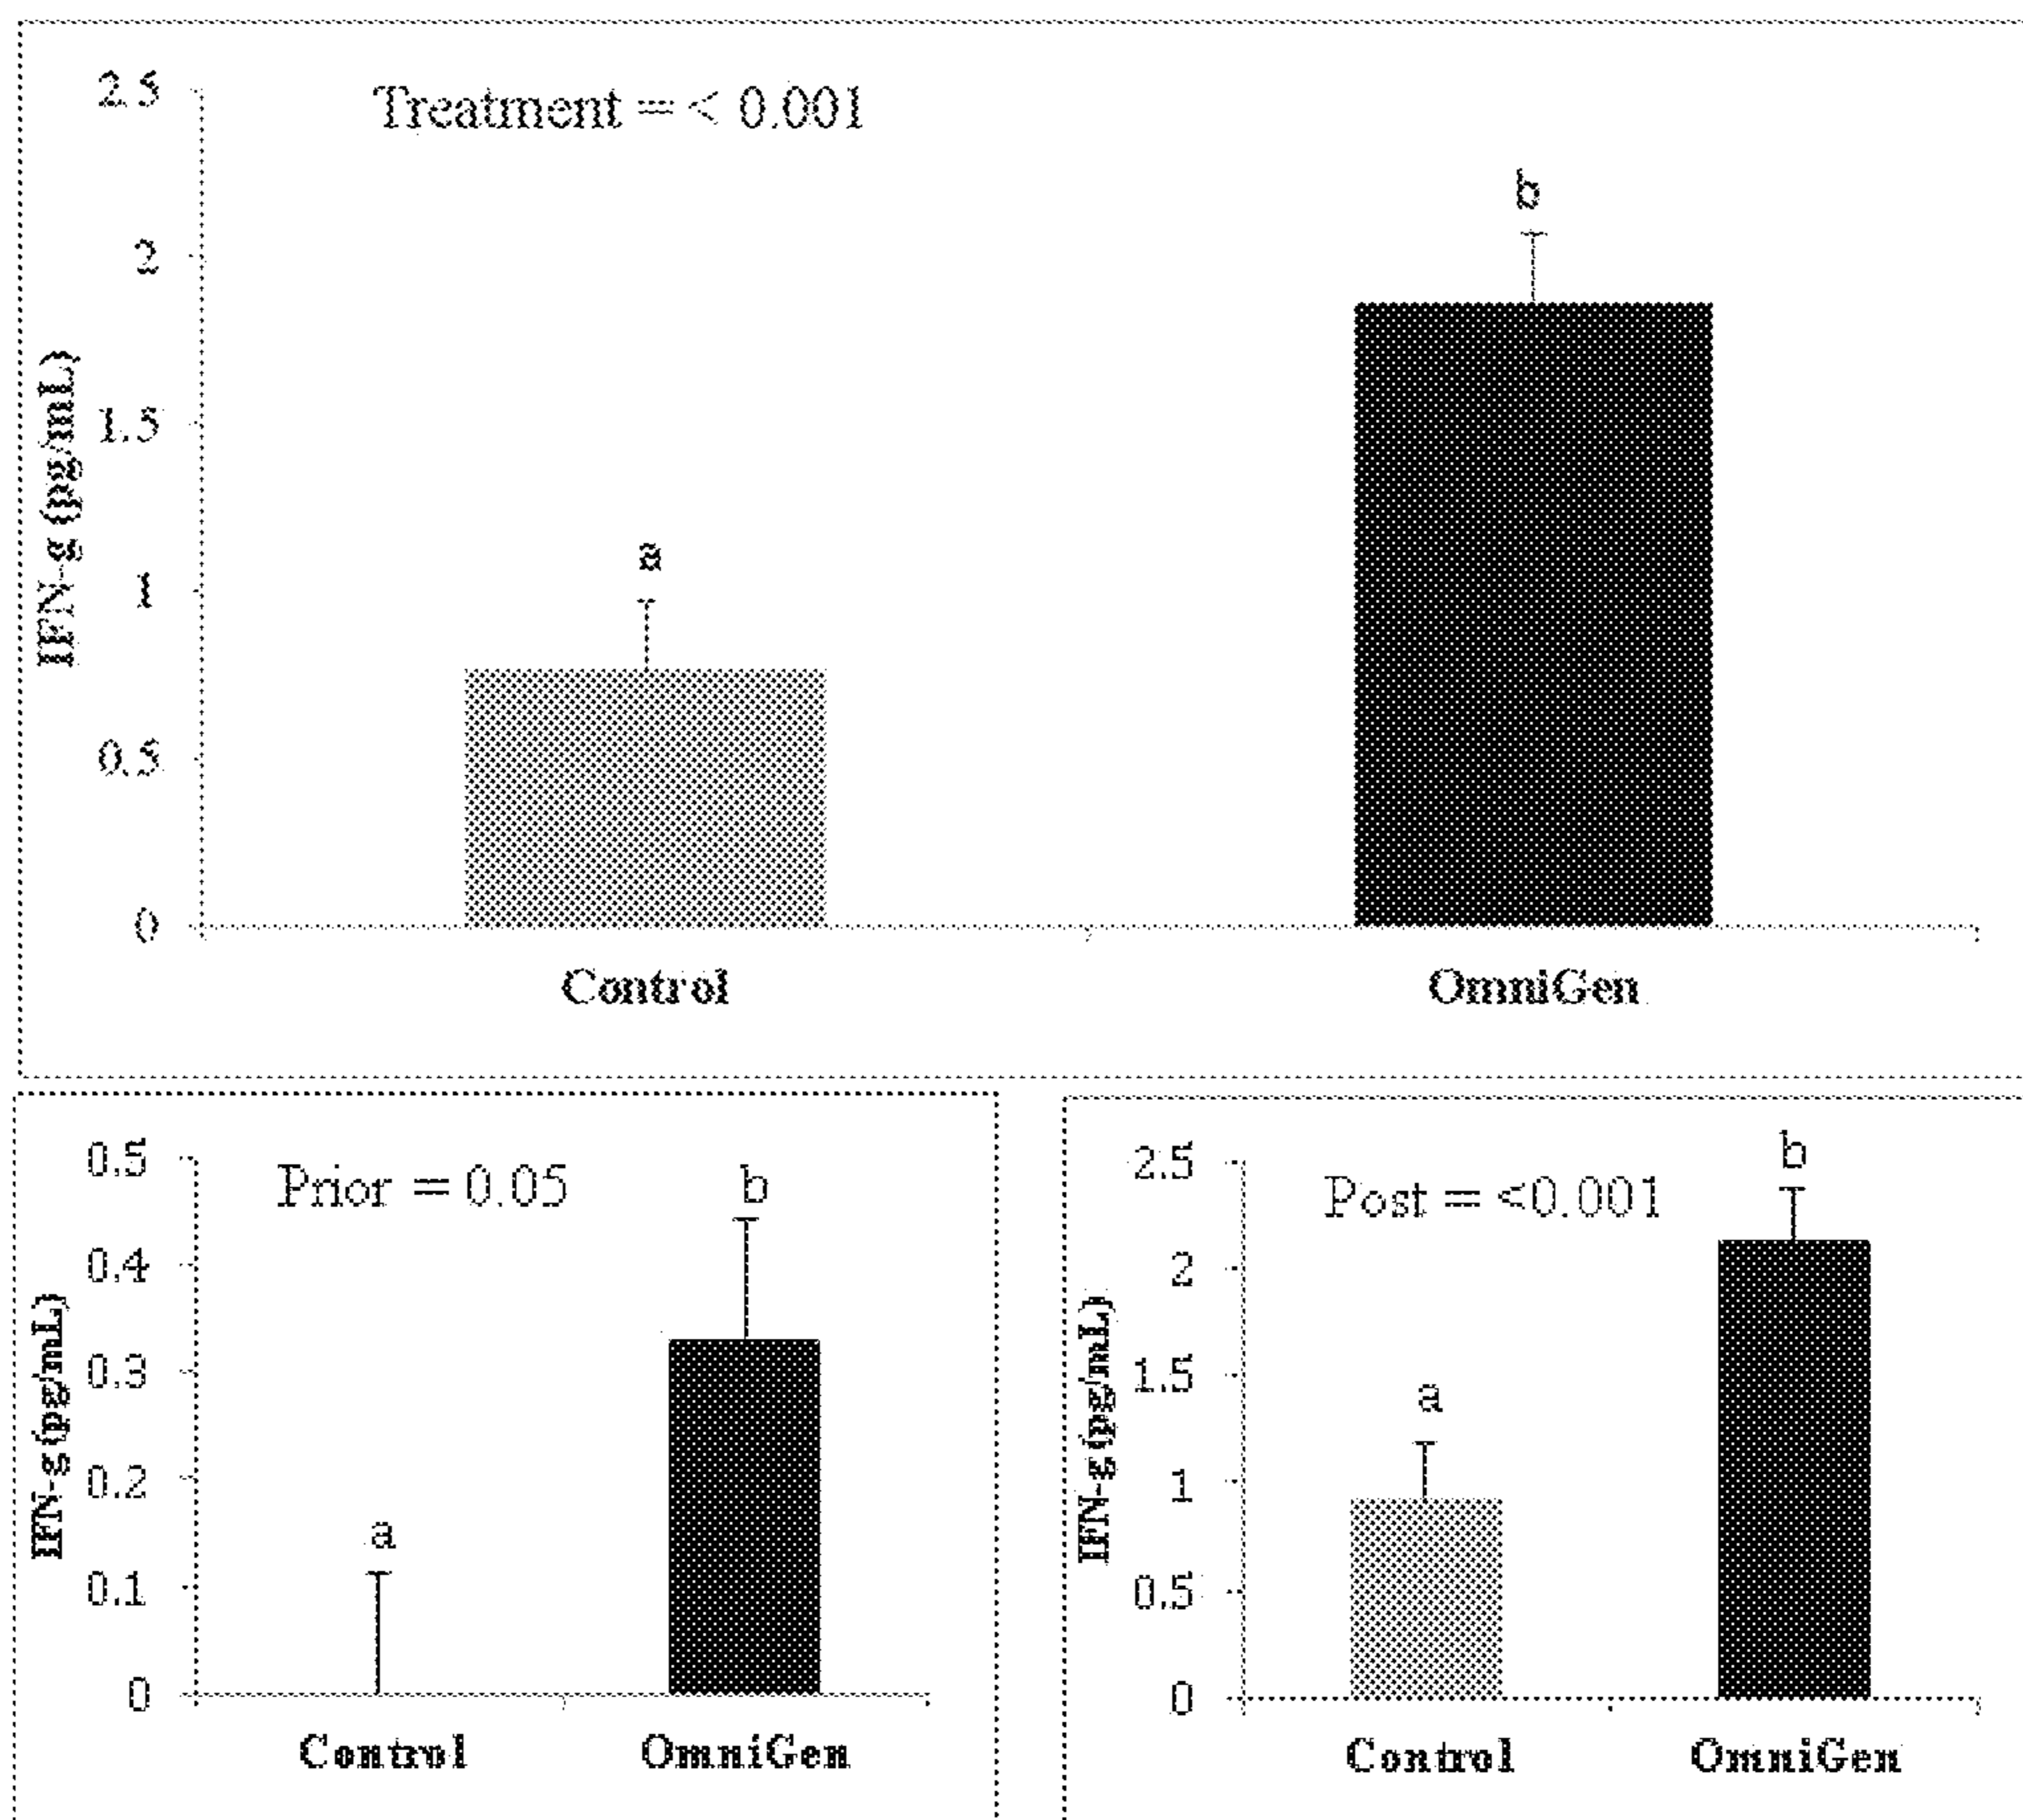 Treatment = < 0.001
2.5
2
1.5
1
0.5
0
IFN-g (pg/mL)
a
b
Control
OmniGen
Prior = 0.05
0.5
0.4
0.3
0.2
0.1
0
IFN-g (pg/mL)
a
b
Control
OmniGen
Post = <0.001
2.5
2
1.5
1
0.5
0
IFN-g (pg/mL)
a
b
Control
OmniGen